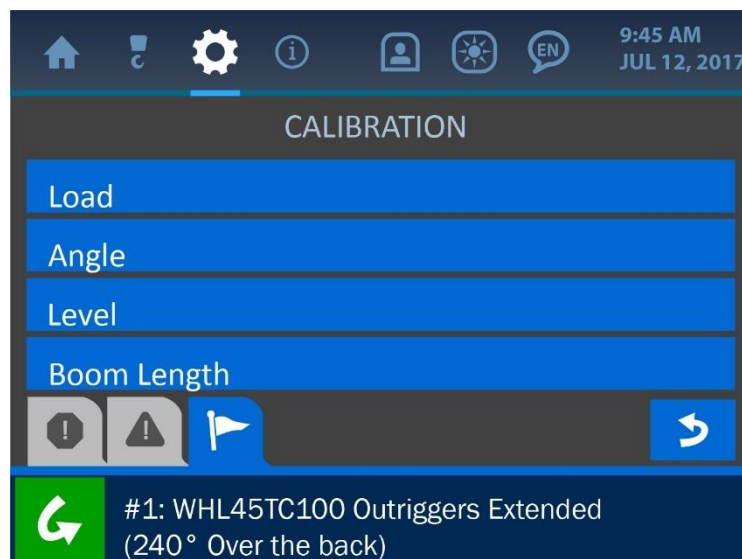 9:45 AM
EN
JUL 12, 2017
CALIBRATION
Load
Angle
Level
Boom Length
#1: WHL45TC100 Outriggers Extended
(240° Over the back)